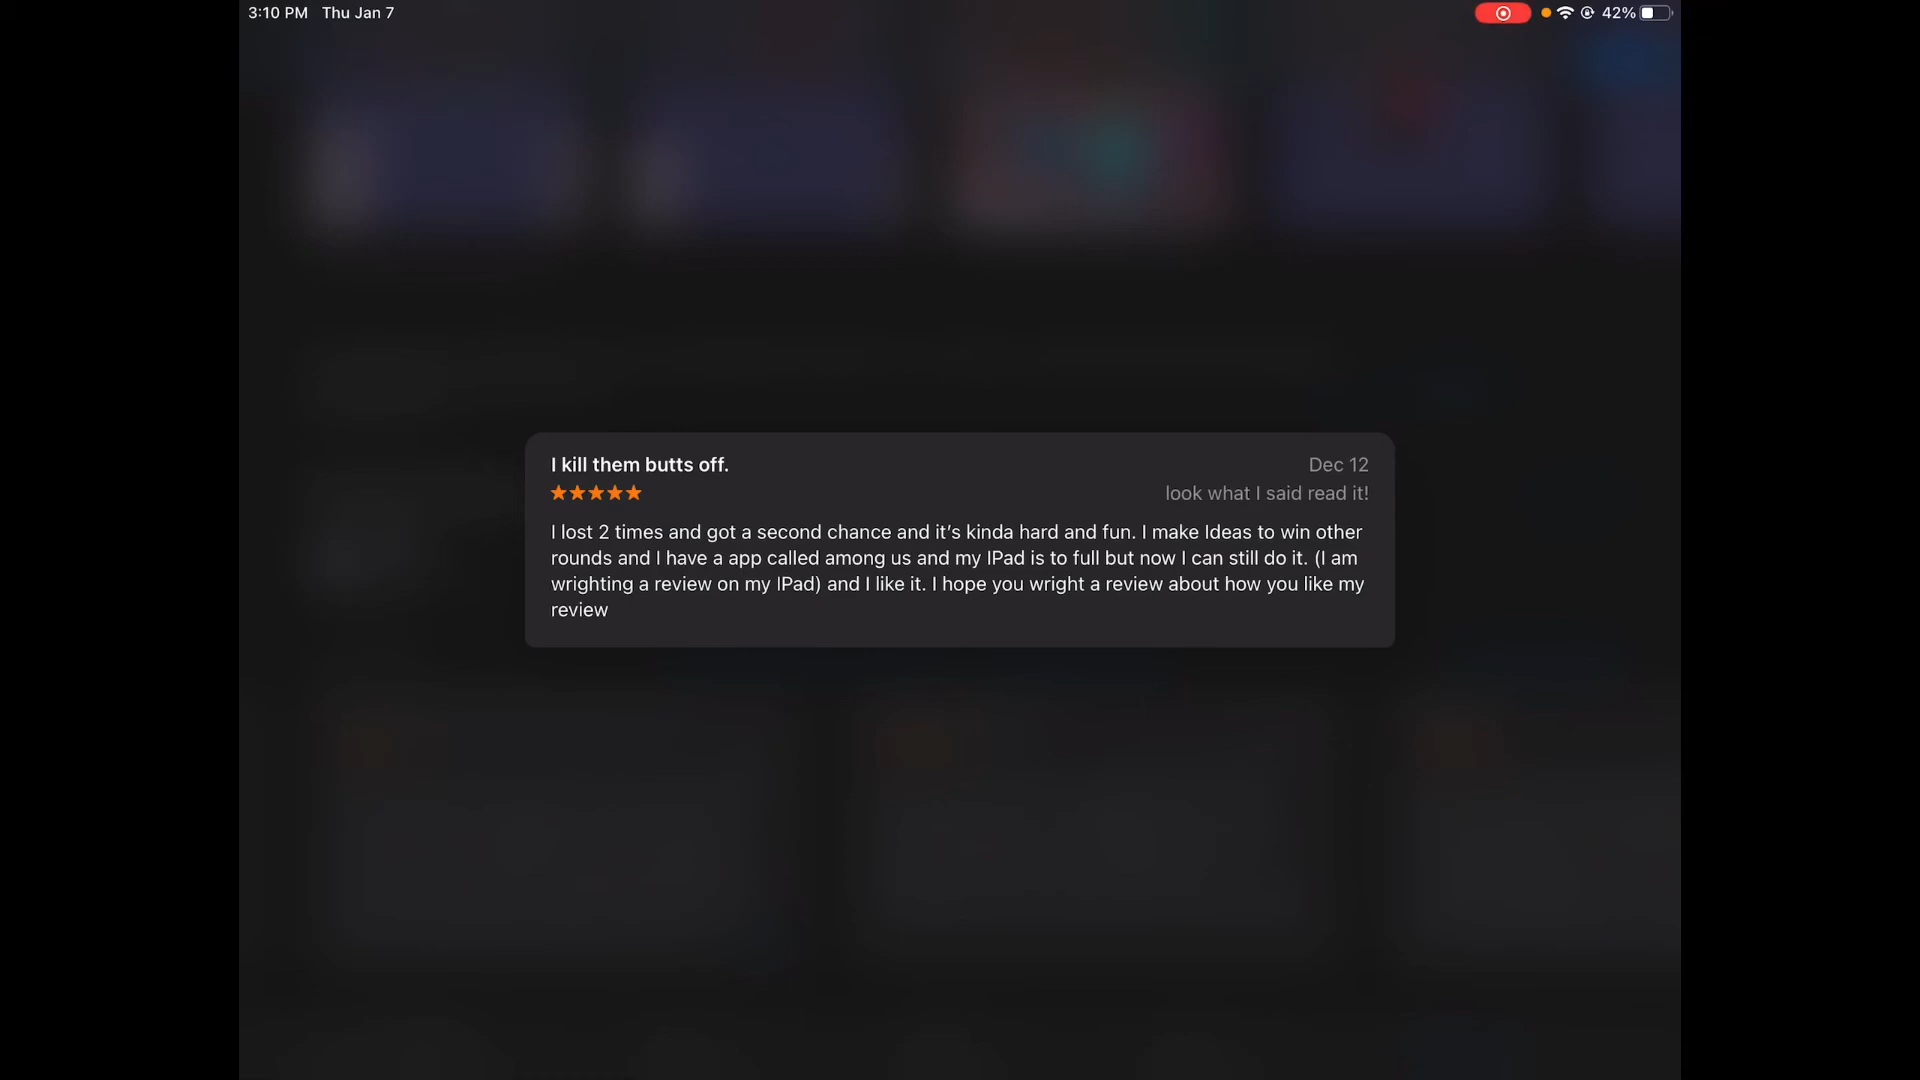 3:10 PM Thu Jan 7
42%
I kill them butts off.
Dec 12
look what I said read it!
I lost 2 times and got a second chance and it’s kinda hard and fun. I make Ideas to win other
rounds and I have a app called among us and my IPad is to full but now I can still do it. (I am
wrighting a review on my IPad) and I like it. I hope you wright a review about how you like my
review